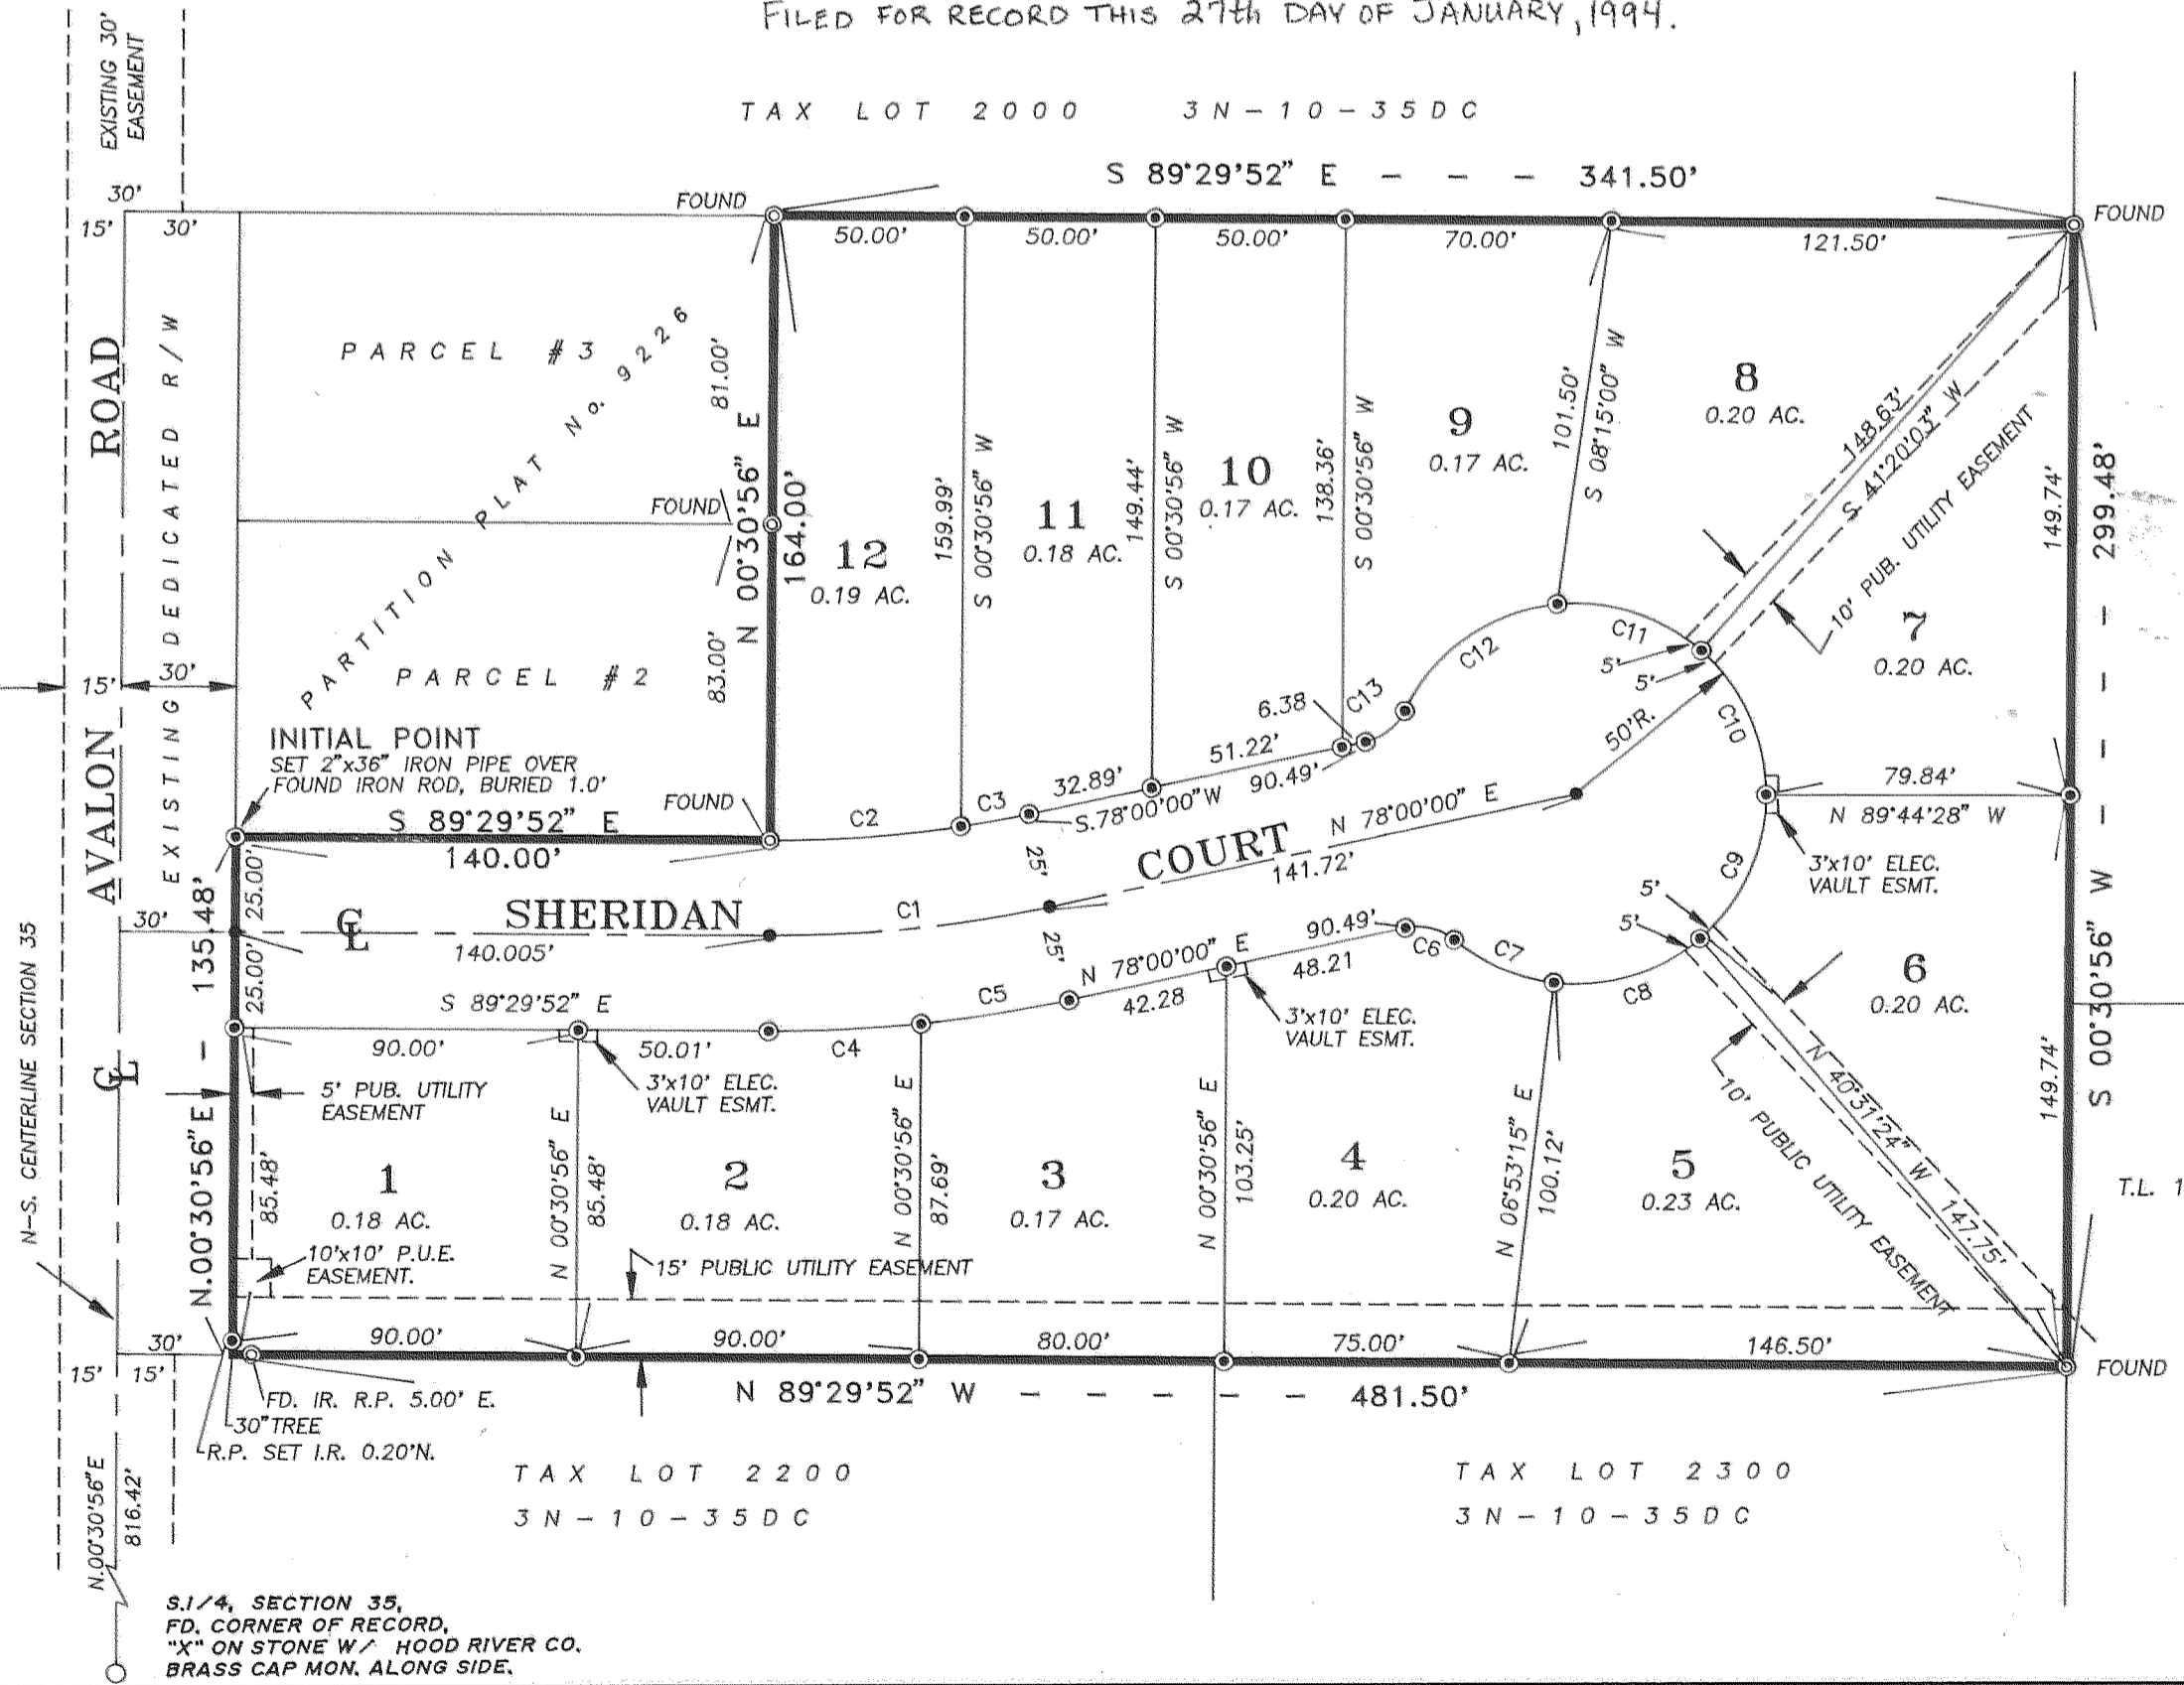 FILED FOR RECORD THIS 27th DAY OF JANUARY, 1994.
EXISTING 30'
EASEMENT
TAX LOT 2000 3N-10-35DC
S 89°29'52" E - - - 341.50'
30'
15' 30'
FOUND
FOUND
50.00' 50.00' 50.00' 70.00' 121.50'
AVALON ROAD
EXISTING DEDICATED R/W
PARCEL #3
PARTITION PLAT No. 9226
81.00'
N 00°30'56" E
164.00'
FOUND
PARCEL #2
83.00'
15' 30'
12
0.19 AC.
159.99'
S 00°30'56" W
11
0.18 AC.
149.44'
S 00°30'56" W
10
0.17 AC.
138.36'
S 00°30'56" W
9
0.17 AC.
101.50'
S 08°15'00" W
8
0.20 AC.
148.63'
S 41°20'03" W
10' PUB. UTILITY EASEMENT
7
0.20 AC.
149.74'
299.48'
S 00°30'56" W
INITIAL POINT
SET 2"x36" IRON PIPE OVER
FOUND IRON ROD, BURIED 1.0'
FOUND
S 89°29'52" E
140.00'
C2
C3
32.89'
51.22'
6.38
C13
C12
C11
5'
5'
C10
50'R.
S.78°00'00"W 90.49'
79.84'
N 89°44'28" W
3'x10' ELEC.
VAULT ESMT.
C9
135.48'
25.00'
25.00'
30'
N-S. CENTERLINE SECTION 35
CL
CL
SHERIDAN COURT
N 78°00'00" E
141.72'
140.005'
C1
25'
25'
S 89°29'52" E
90.00'
50.01'
C4
C5
N 78°00'00" E 90.49'
42.28
48.21
C6
C7
C8
5'
5'
3'x10' ELEC.
VAULT ESMT.
3'x10' ELEC.
VAULT ESMT.
5' PUB. UTILITY
EASEMENT
N.00°30'56"E
85.48'
1
0.18 AC.
10'x10' P.U.E.
EASEMENT.
N 00°30'56" E
85.48'
2
0.18 AC.
15' PUBLIC UTILITY EASEMENT
N 00°30'56" E
87.69'
3
0.17 AC.
N 00°30'56" E
103.25'
4
0.20 AC.
N 06°53'15" E
100.12'
5
0.23 AC.
10' PUBLIC UTILITY EASEMENT
N 40°31'24" W 147.75'
6
0.20 AC.
149.74'
T.L. 1
30'
15' 15'
90.00' 90.00' 80.00' 75.00' 146.50'
FOUND
N 89°29'52" W - - - - - 481.50'
FD. IR. R.P. 5.00' E.
30"TREE
R.P. SET I.R. 0.20'N.
TAX LOT 2200
3N-10-35DC
TAX LOT 2300
3N-10-35DC
N.00°30'56"E
816.42'
S.1/4, SECTION 35,
FD. CORNER OF RECORD,
"X" ON STONE W/ HOOD RIVER CO.
BRASS CAP MON. ALONG SIDE.